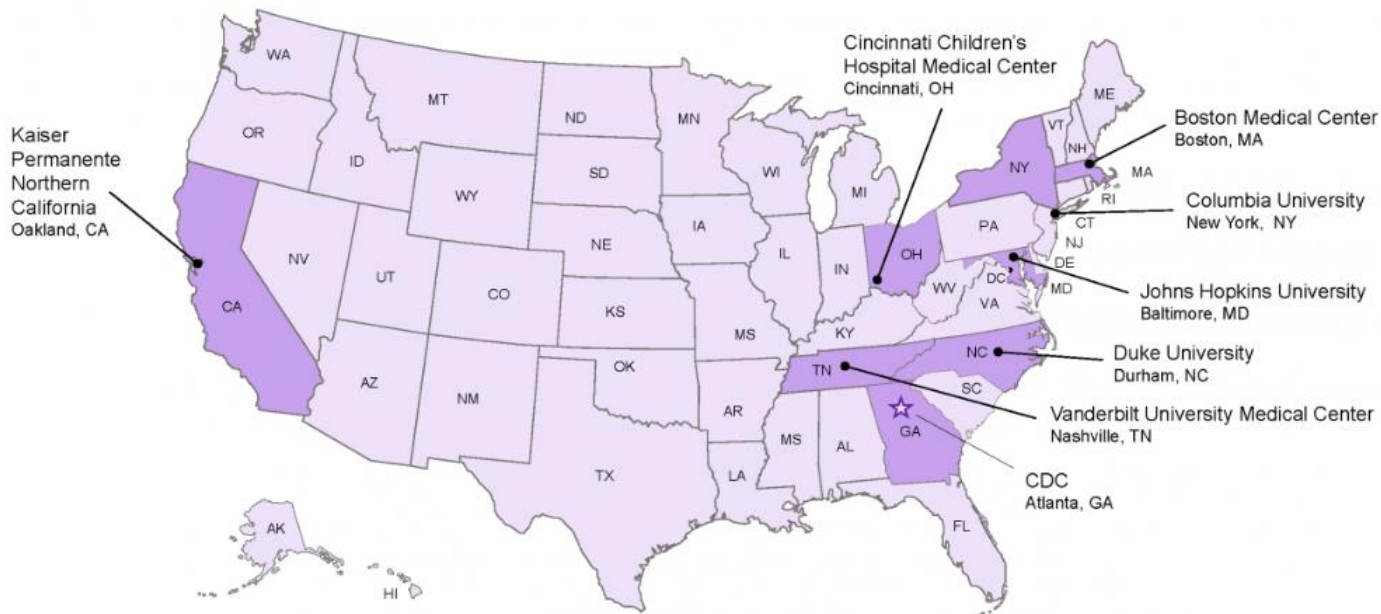 Cincinnati Children's
Hospital Medical Center
Cincinnati, OH
Boston Medical Center
Boston, MA
Kaiser
Permanente
Northern
California
Oakland, CA
Columbia University
New York, NY
Johns Hopkins University
Baltimore, MD
Duke University
Durham, NC
Vanderbilt University Medical Center
Nashville, TN
CDC
Atlanta, GA
WA
MT
ND
MN
ME
VT
NH
OR
ID
SD
WI
MI
NY
MA
RI
CT
WY
IA
PA
NJ
NE
IL
IN
OH
DE
NV
UT
CO
WV
DC
MD
VA
CA
KS
MS
KY
NC
TN
OK
AZ
NM
AR
SC
GA
MS
AL
TX
LA
FL
AK
HI